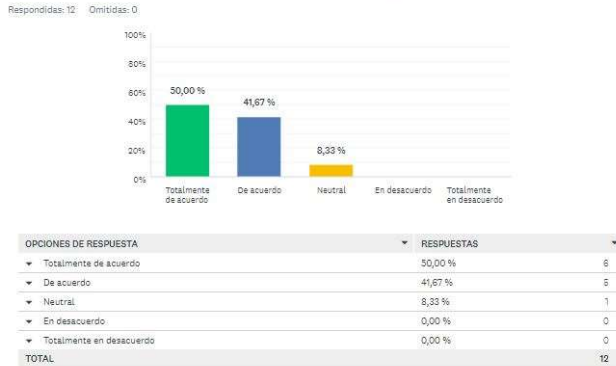 Respondidas: 12 Omitidas: 0
100%
80%
60%
40%
20%
0%
50,00 %
41,67 %
8,33 %
Totalmente de acuerdo
De acuerdo
Neutral
En desacuerdo
Totalmente en desacuerdo
OPCIONES DE RESPUESTA RESPUESTAS
Totalmente de acuerdo 50,00 % 6
De acuerdo 41,67 % 5
Neutral 8,33 % 1
En desacuerdo 0,00 % 0
Totalmente en desacuerdo 0,00 % 0
TOTAL 12